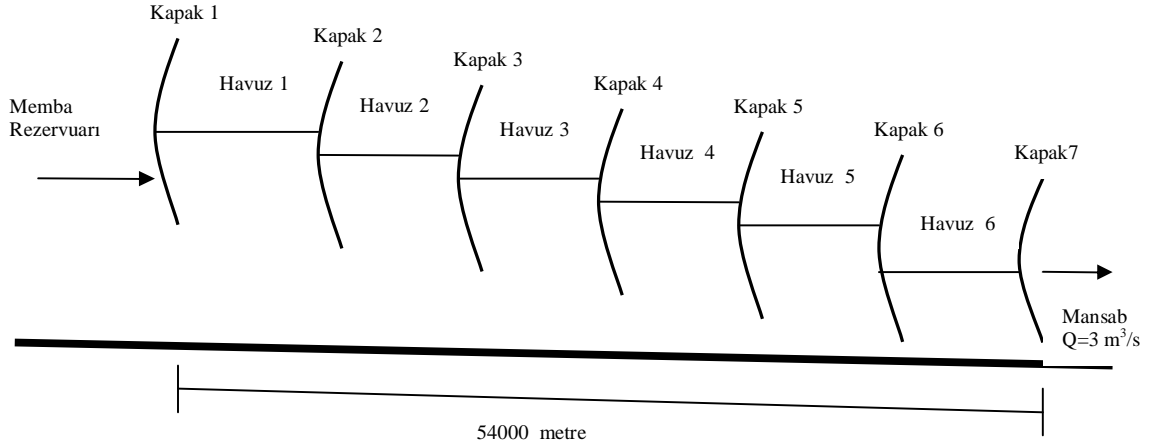 Kapak 1
Kapak 2
Kapak 3
Kapak 4
Kapak 5
Kapak 6
Kapak7
Havuz 1
Havuz 2
Havuz 3
Havuz 4
Havuz 5
Havuz 6
Memba
Rezervuarı
Mansab
Q=3 m³/s
54000 metre